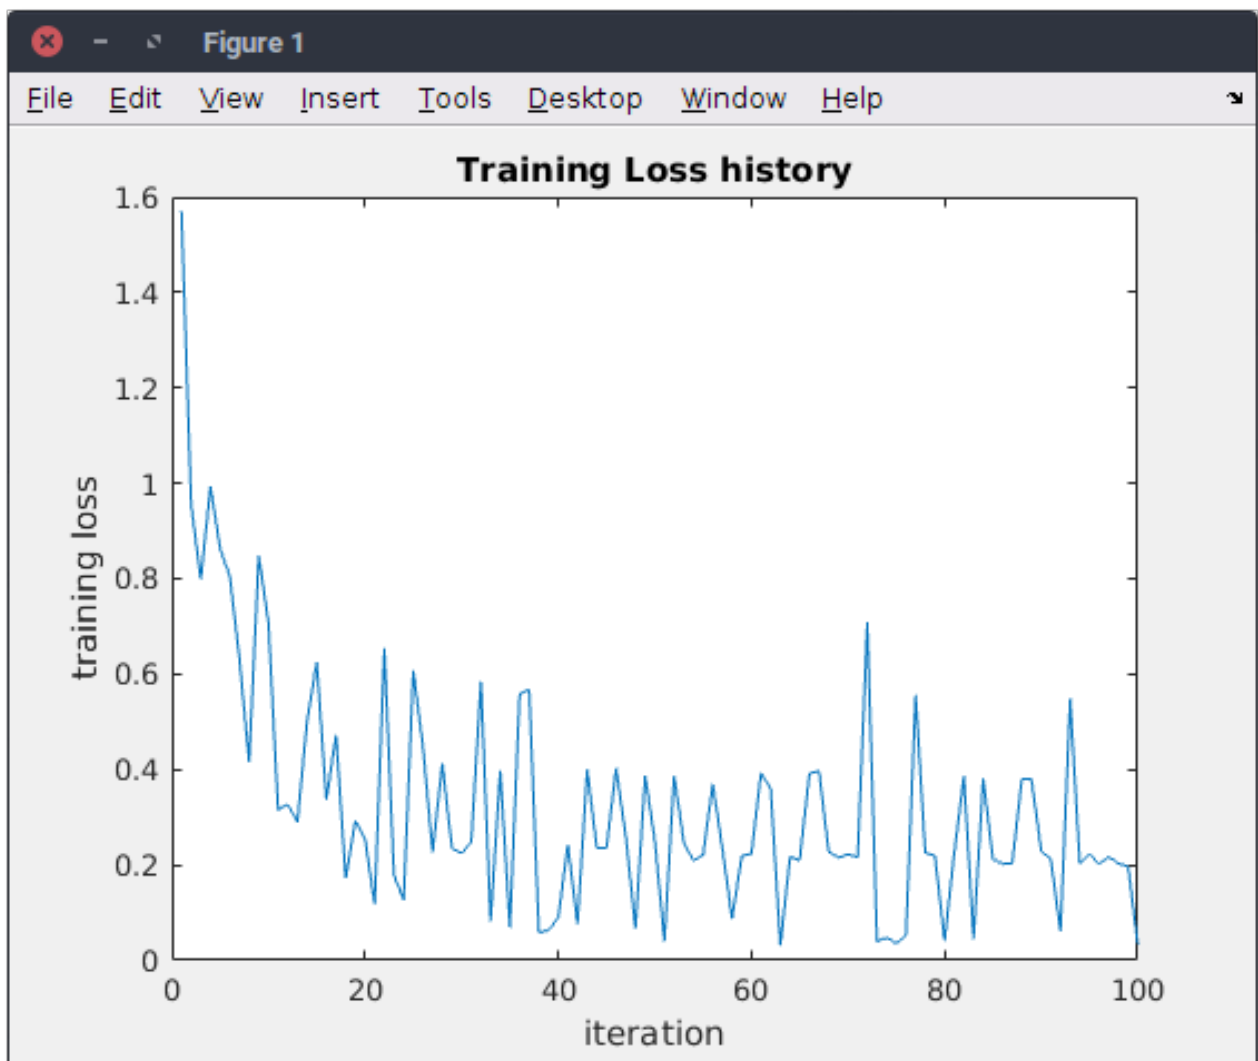 Figure 1
File Edit View Insert Tools Desktop Window Help
Training Loss history
1.6
1.4
1.2
1
0.8
0.6
0.4
0.2
0
training loss
0 20 40 60 80 100
iteration